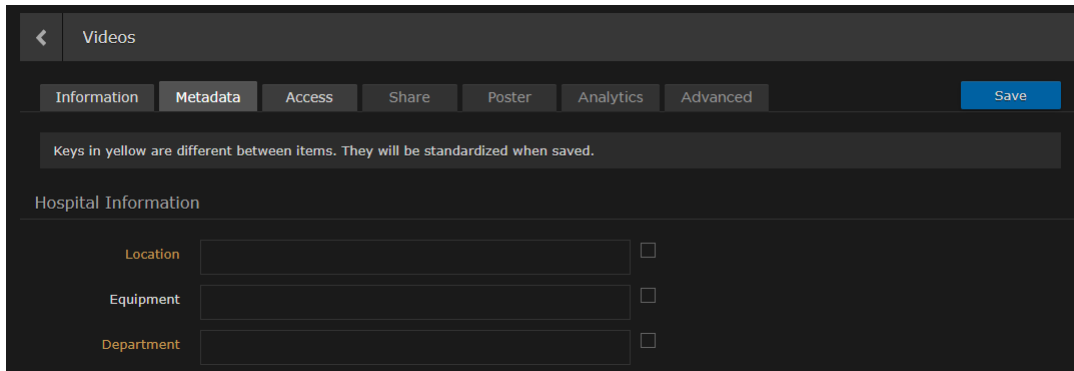 Videos
Information Metadata Access Share Poster Analytics Advanced Save
Keys in yellow are different between items. They will be standardized when saved.
Hospital Information
Location
Equipment
Department